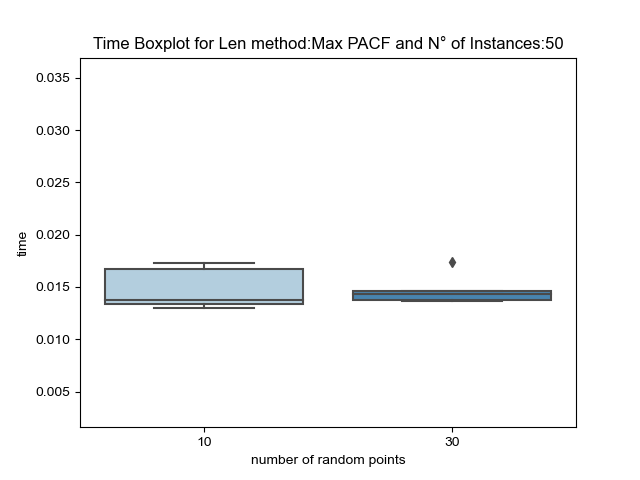 Time Boxplot for Len method:Max PACF and N° of Instances:50
0.035
0.030
0.025
0.020
0.015
0.010
0.005
time
10 30
number of random points